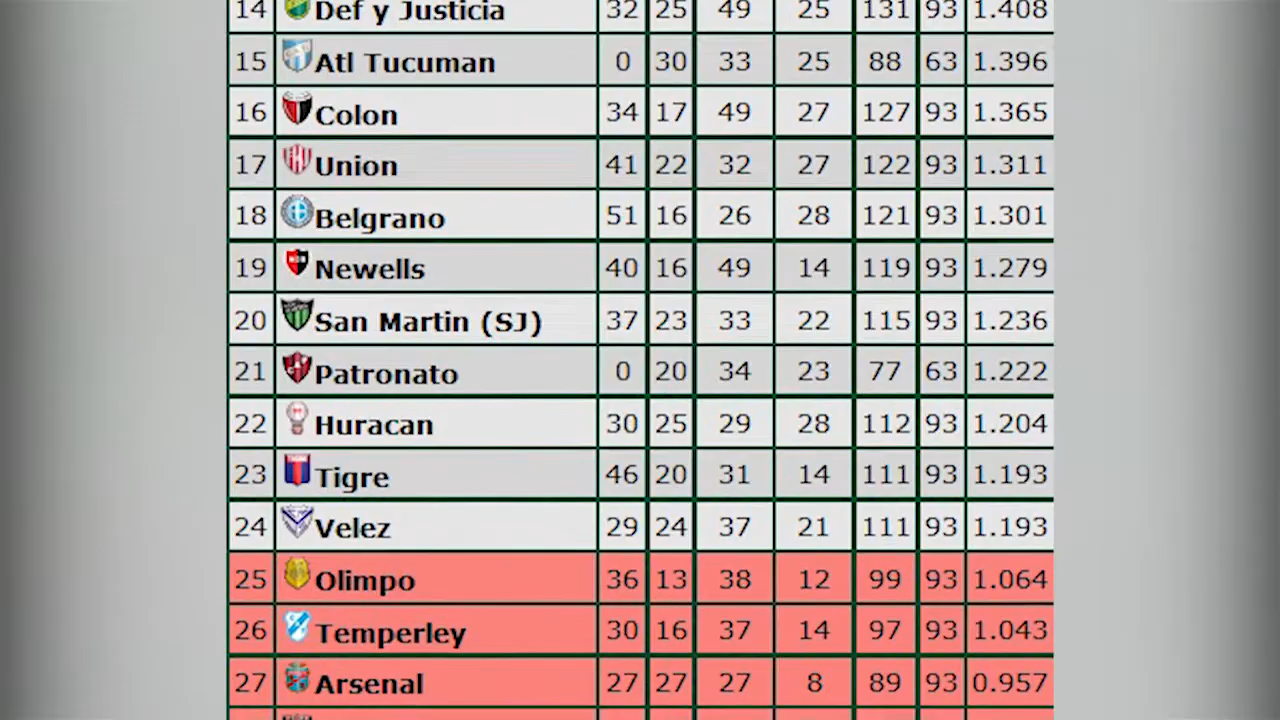 14 Def y Justicia 32 25 49 25 131 93 1.408
15 Atl Tucuman 0 30 33 25 88 63 1.396
16 Colon 34 17 49 27 127 93 1.365
17 Union 41 22 32 27 122 93 1.311
18 Belgrano 51 16 26 28 121 93 1.301
19 Newells 40 16 49 14 119 93 1.279
20 San Martin (SJ) 37 23 33 22 115 93 1.236
21 Patronato 0 20 34 23 77 63 1.222
22 Huracan 30 25 29 28 112 93 1.204
23 Tigre 46 20 31 14 111 93 1.193
24 Velez 29 24 37 21 111 93 1.193
25 Olimpo 36 13 38 12 99 93 1.064
26 Temperley 30 16 37 14 97 93 1.043
27 Arsenal 27 27 27 8 89 93 0.957